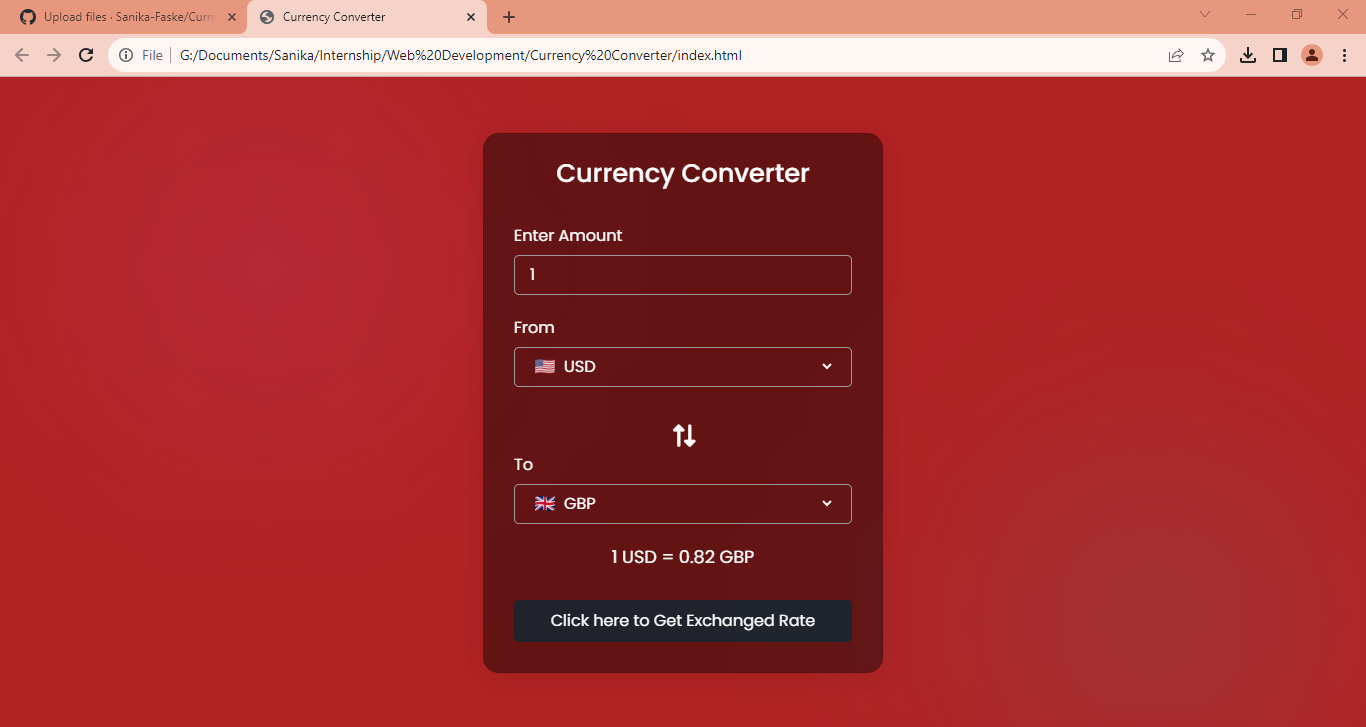 Upload files · Sanika-Faske/Curre
Currency Converter
File
G:/Documents/Sanika/Internship/Web%20Development/Currency%20Converter/index.html
Currency Converter
Enter Amount
1
From
USD
To
GBP
1 USD = 0.82 GBP
Click here to Get Exchanged Rate